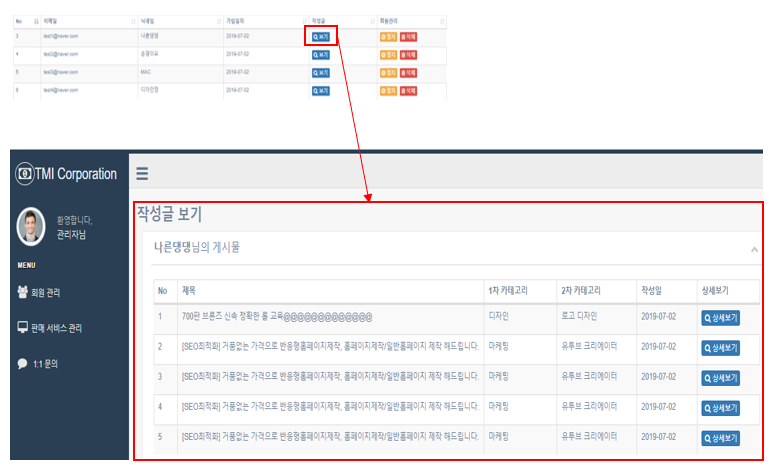 No 이메일 닉네임 가입일자 작성글 회원관리
3 test1@naver.com 나른댕댕 2019-07-02 보기 정지 삭제
4 test2@naver.com 2019-07-02 보기 정지 삭제
5 test3@naver.com MAC 2019-07-02 보기 정지 삭제
6 test4@naver.com 디자인짱 2019-07-02 보기 정지 삭제
TMI Corporation
환영합니다,
관리자님
MENU
회원 관리
판매 서비스 관리
1:1 문의
작성글 보기
나른댕댕님의 게시물
No 제목 1차 카테고리 2차 카테고리 작성일 상세보기
1 700판 브론즈 신속 정확한 롤 교육@@@@@@@@@@@@@ 디자인 로고 디자인 2019-07-02 상세보기
2 [SEO최적화] 거품없는 가격으로 반응형홈페이지제작, 홈페이지제작/일반홈페이지 제작 해드립니다. 마케팅 유튜브 크리에이터 2019-07-02 상세보기
3 [SEO최적화] 거품없는 가격으로 반응형홈페이지제작, 홈페이지제작/일반홈페이지 제작 해드립니다. 마케팅 유튜브 크리에이터 2019-07-02 상세보기
4 [SEO최적화] 거품없는 가격으로 반응형홈페이지제작, 홈페이지제작/일반홈페이지 제작 해드립니다. 마케팅 유튜브 크리에이터 2019-07-02 상세보기
5 [SEO최적화] 거품없는 가격으로 반응형홈페이지제작, 홈페이지제작/일반홈페이지 제작 해드립니다. 마케팅 유튜브 크리에이터 2019-07-02 상세보기